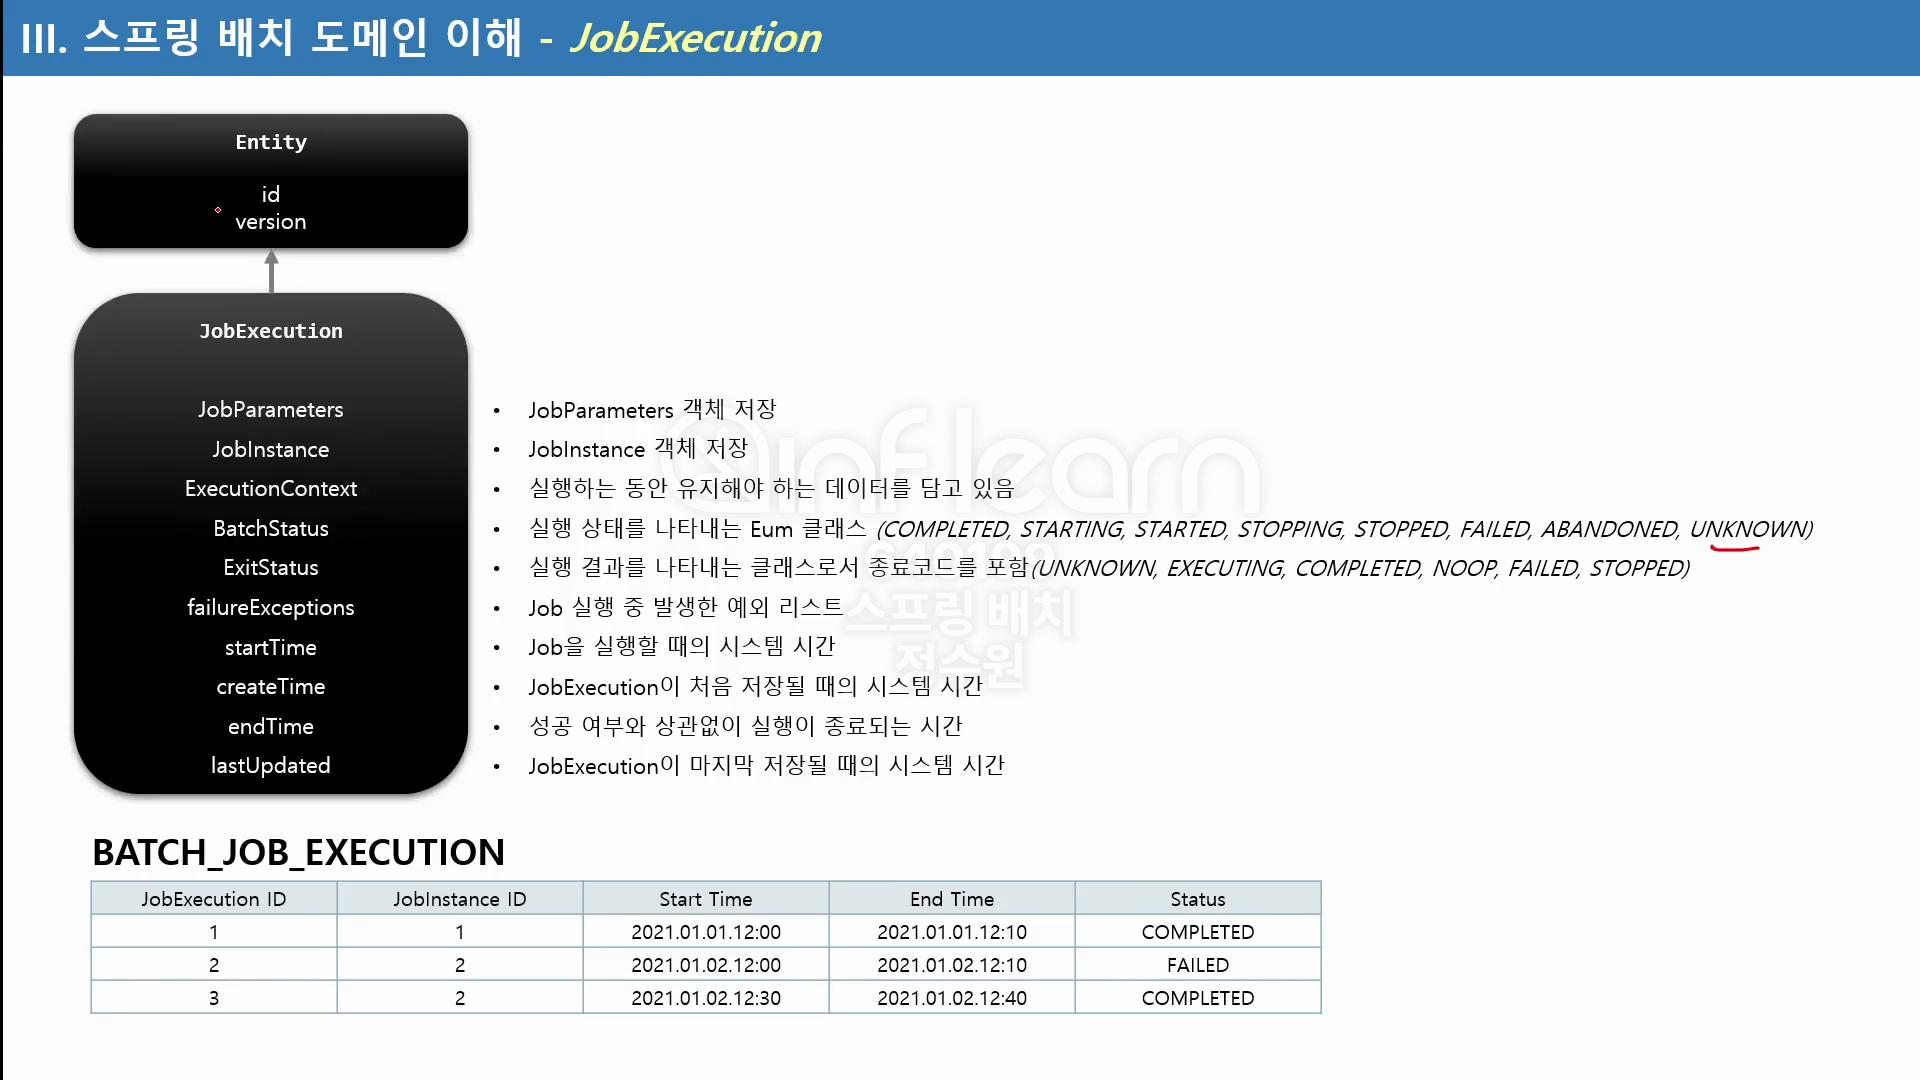 III. 스프링 배치 도메인 이해 - JobExecution
Entity
id
version
JobExecution
JobParameters • JobParameters 객체 저장
JobInstance • JobInstance 객체 저장
ExecutionContext • 실행하는 동안 유지해야 하는 데이터를 담고 있음
BatchStatus • 실행 상태를 나타내는 Eum 클래스 (COMPLETED, STARTING, STARTED, STOPPING, STOPPED, FAILED, ABANDONED, UNKNOWN)
ExitStatus • 실행 결과를 나타내는 클래스로서 종료코드를 포함(UNKNOWN, EXECUTING, COMPLETED, NOOP, FAILED, STOPPED)
failureExceptions • Job 실행 중 발생한 예외 리스트
startTime • Job을 실행할 때의 시스템 시간
createTime • JobExecution이 처음 저장될 때의 시스템 시간
endTime • 성공 여부와 상관없이 실행이 종료되는 시간
lastUpdated • JobExecution이 마지막 저장될 때의 시스템 시간
inflearn
640199
스프링 배치
정수원
BATCH_JOB_EXECUTION
JobExecution ID JobInstance ID Start Time End Time Status
1 1 2021.01.01.12:00 2021.01.01.12:10 COMPLETED
2 2 2021.01.02.12:00 2021.01.02.12:10 FAILED
3 2 2021.01.02.12:30 2021.01.02.12:40 COMPLETED